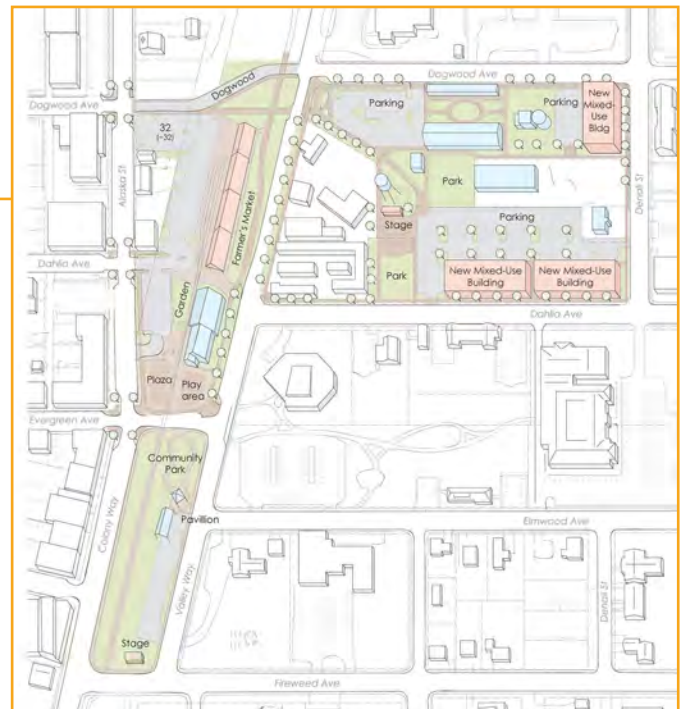 Dogwood
Dogwood Ave
Parking
Parking
New
Mixed-
Use
Bldg
Dogwood Ave
32
(~32)
Alaska St
Farmer's Market
Park
Denali St
Stage
Parking
Dahlia Ave
Garden
Park
New Mixed-Use
Building
New Mixed-Use
Building
Dahlia Ave
Plaza
Play
area
Evergreen Ave
Community
Park
Colony Way
Pavillion
Elmwood Ave
Valley Way
Denali St
Stage
Fireweed Ave